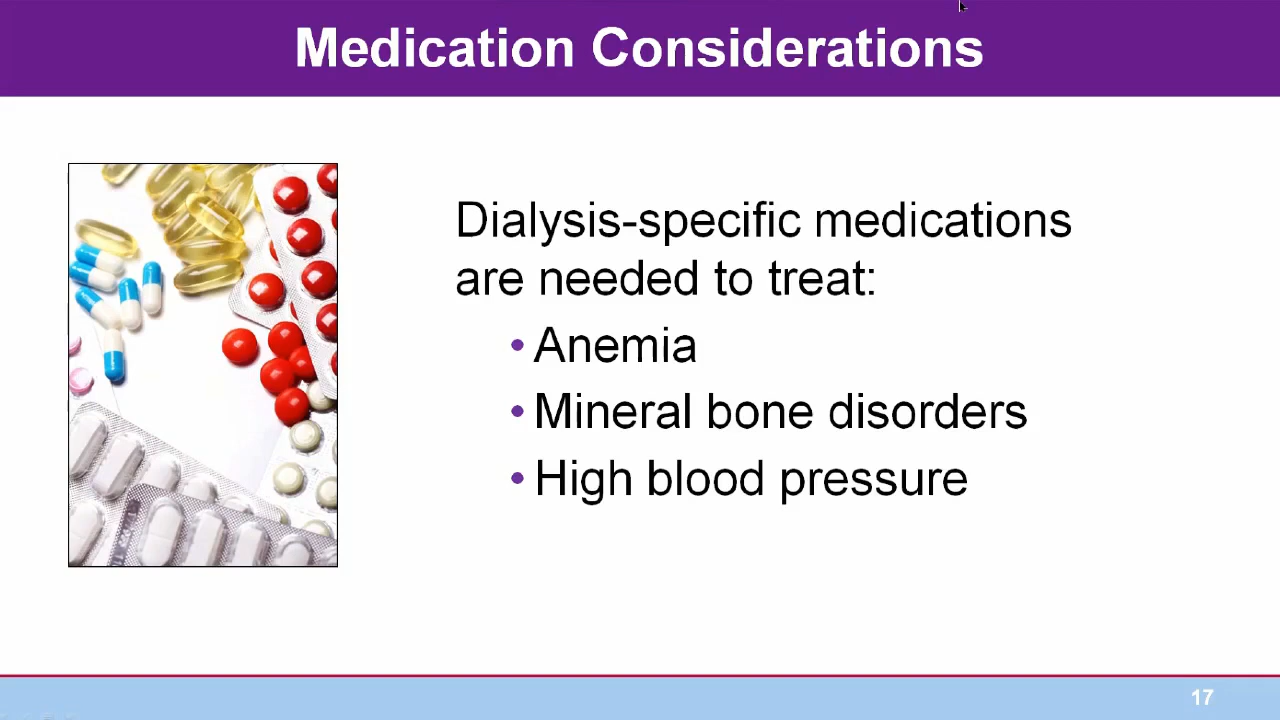 Medication Considerations
Dialysis-specific medications
are needed to treat:
• Anemia
• Mineral bone disorders
• High blood pressure
17